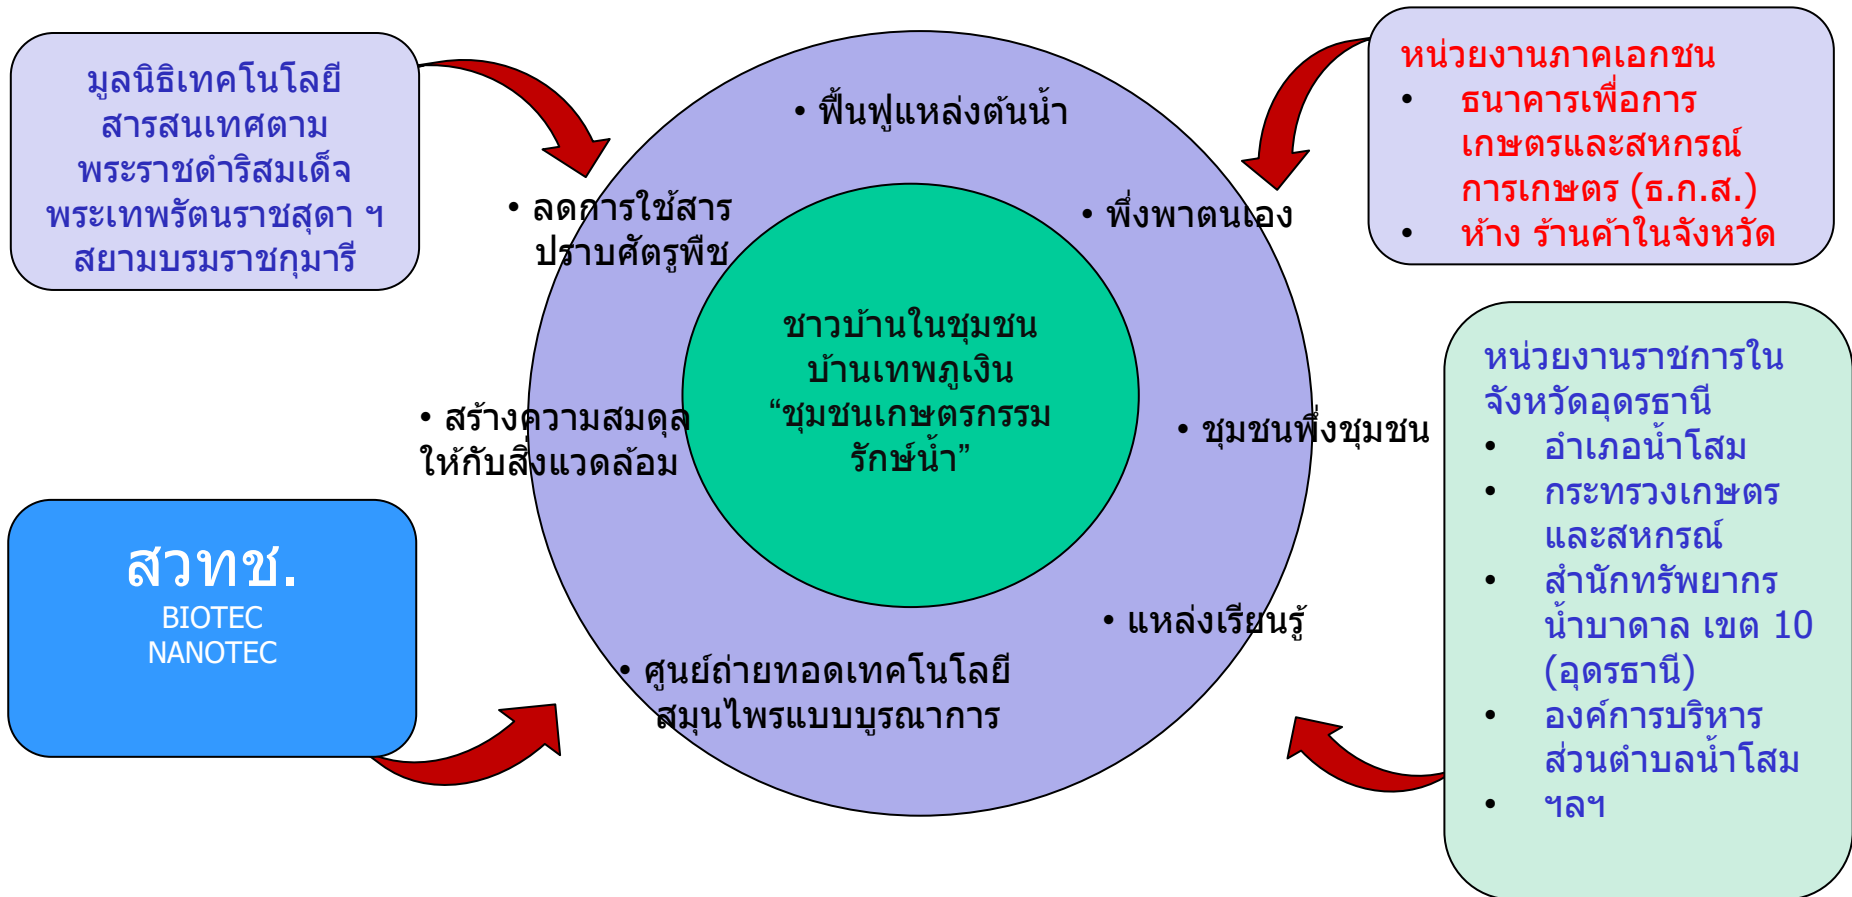 มูลนิธิเทคโนโลยี
สารสนเทศตาม
พระราชดำริสมเด็จ
พระเทพรัตนราชสุดา ฯ
สยามบรมราชกุมารี
หน่วยงานภาคเอกชน
• ธนาคารเพื่อการ
เกษตรและสหกรณ์
การเกษตร (ธ.ก.ส.)
• ห้าง ร้านค้าในจังหวัด
• ฟื้นฟูแหล่งต้นน้ำ
• ลดการใช้สาร
ปราบศัตรูพืช
• พึ่งพาตนเอง
ชาวบ้านในชุมชน
บ้านเทพภูเงิน
“ชุมชนเกษตรกรรม
รักษ์น้ำ”
• สร้างความสมดุล
ให้กับสิ่งแวดล้อม
• ชุมชนพึ่งชุมชน
• แหล่งเรียนรู้
• ศูนย์ถ่ายทอดเทคโนโลยี
สมุนไพรแบบบูรณาการ
สวทช.
BIOTEC
NANOTEC
หน่วยงานราชการใน
จังหวัดอุดรธานี
• อำเภอน้ำโสม
• กระทรวงเกษตร
และสหกรณ์
• สำนักทรัพยากร
น้ำบาดาล เขต 10
(อุดรธานี)
• องค์การบริหาร
ส่วนตำบลน้ำโสม
• ฯลฯ